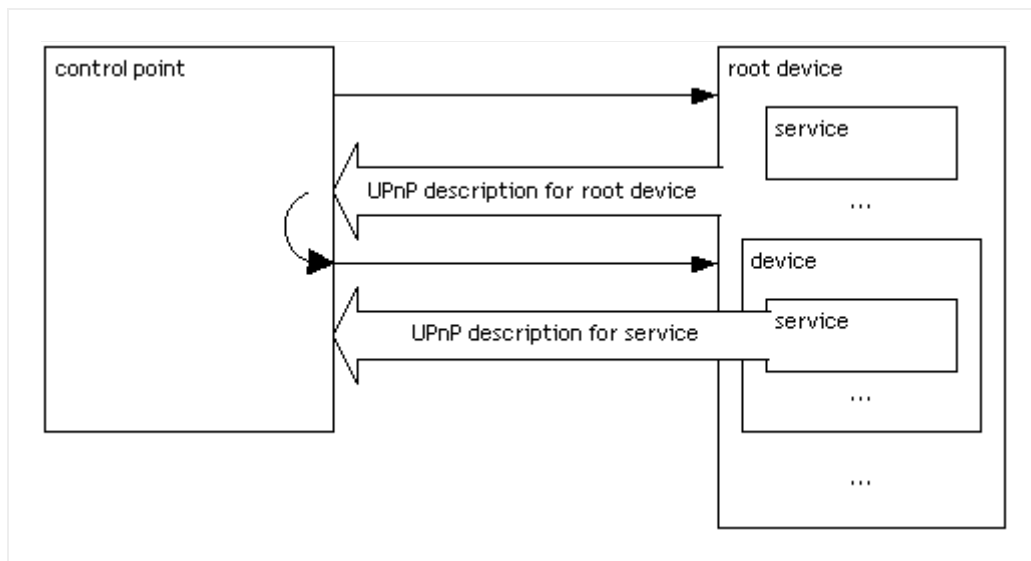 control point
root device
service
UPnP description for root device
...
device
service
UPnP description for service
...
...